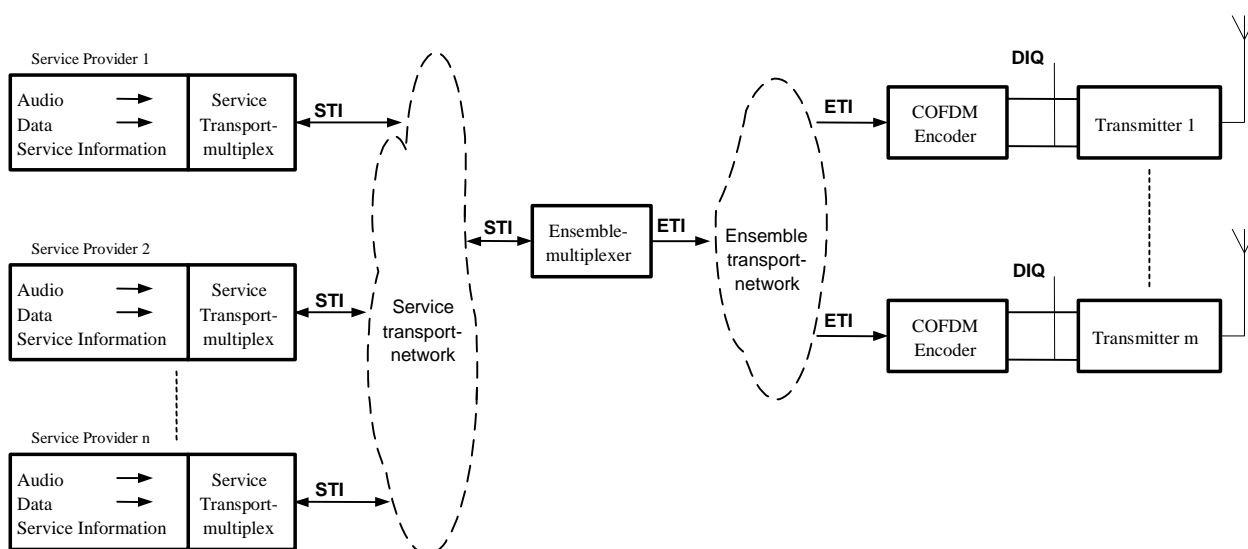 Service Provider 1
Audio
Data
Service Information
Service
Transport-
multiplex
STI
Service Provider 2
Audio
Data
Service Information
Service
Transport-
multiplex
STI
Service Provider n
Audio
Data
Service Information
Service
Transport-
multiplex
STI
Service
transport-
network
STI
Ensemble-
multiplexer
ETI
Ensemble
transport-
network
ETI
COFDM
Encoder
DIQ
Transmitter 1
ETI
COFDM
Encoder
DIQ
Transmitter m